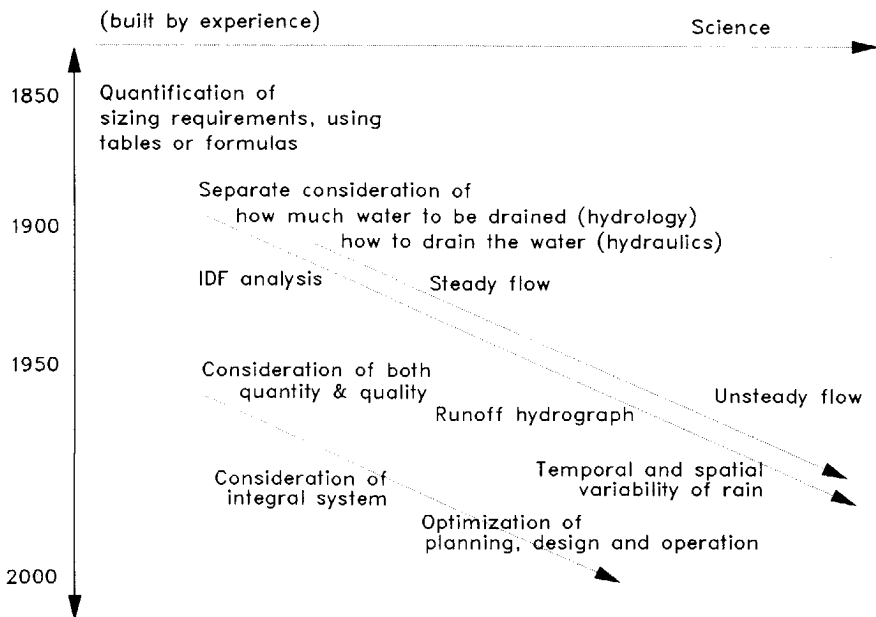 (built by experience)
Science
1850
Quantification of
sizing requirements, using
tables or formulas
Separate consideration of
how much water to be drained (hydrology)
1900
how to drain the water (hydraulics)
IDF analysis
Steady flow
1950
Consideration of both
quantity & quality
Unsteady flow
Runoff hydrograph
Temporal and spatial
variability of rain
Consideration of
integral system
Optimization of
planning, design and operation
2000